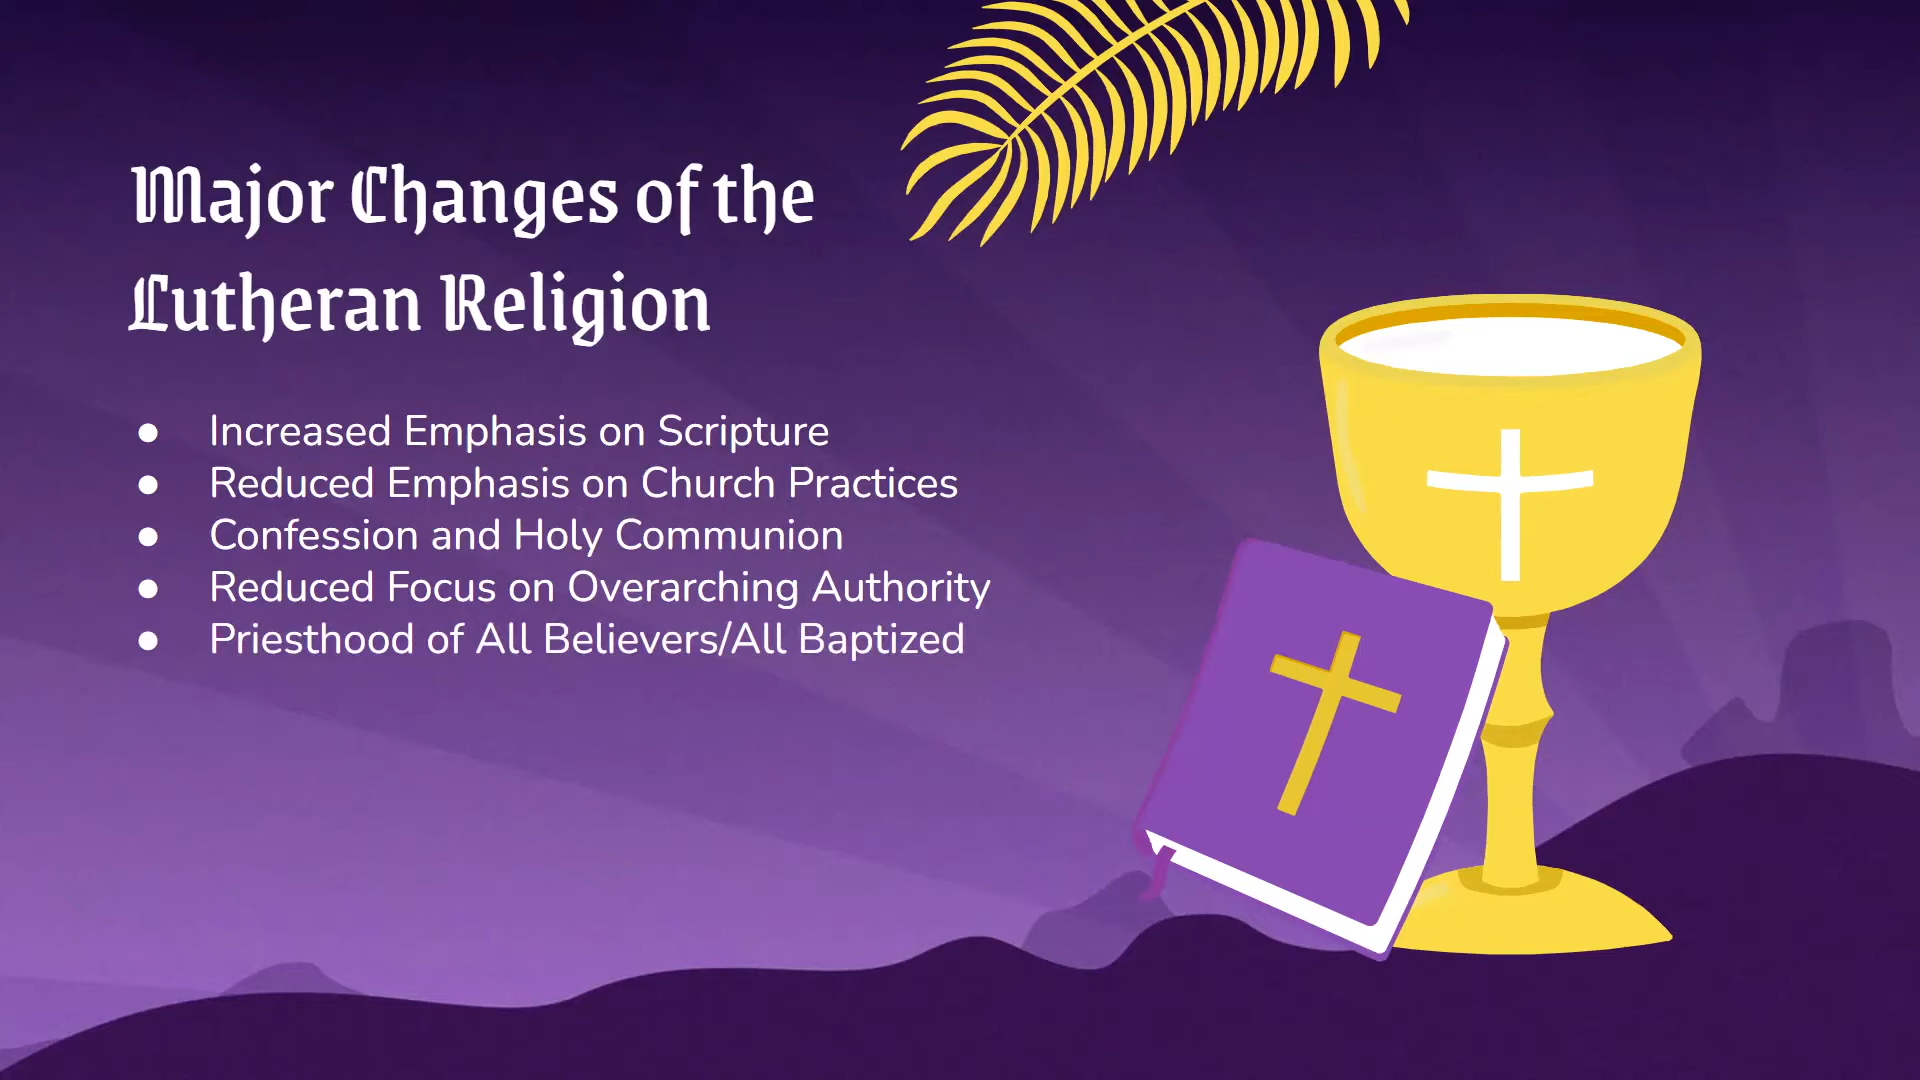 Major Changes of the
Lutheran Religion
● Increased Emphasis on Scripture
● Reduced Emphasis on Church Practices
● Confession and Holy Communion
● Reduced Focus on Overarching Authority
● Priesthood of All Believers/All Baptized